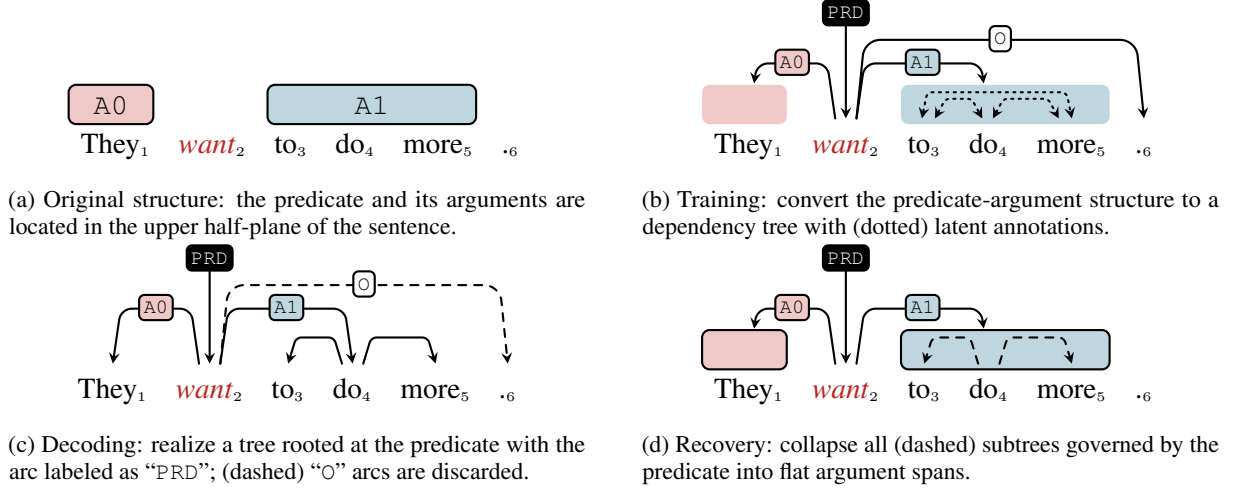 A0 A1
They₁ want₂ to₃ do₄ more₅ .₆
(a) Original structure: the predicate and its arguments are
located in the upper half-plane of the sentence.
PRD
O
A0 A1
They₁ want₂ to₃ do₄ more₅ .₆
(b) Training: convert the predicate-argument structure to a
dependency tree with (dotted) latent annotations.
PRD
O
A0 A1
They₁ want₂ to₃ do₄ more₅ .₆
(c) Decoding: realize a tree rooted at the predicate with the
arc labeled as “PRD”; (dashed) “O” arcs are discarded.
PRD
A0 A1
They₁ want₂ to₃ do₄ more₅ .₆
(d) Recovery: collapse all (dashed) subtrees governed by the
predicate into flat argument spans.